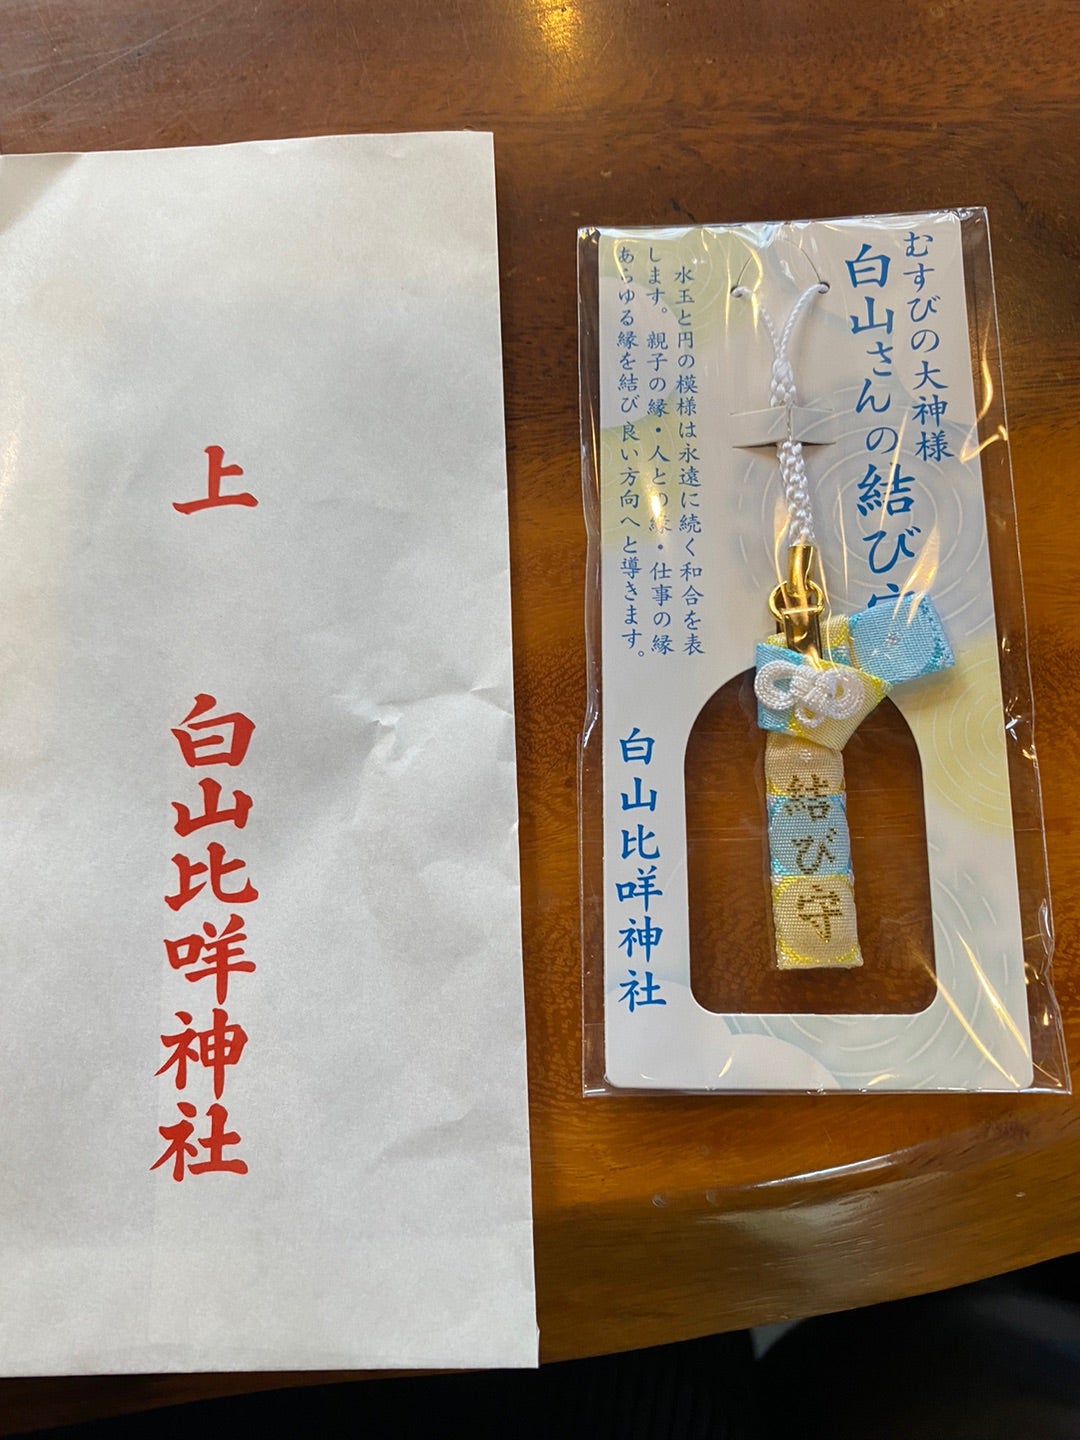 上
白山比咩神社
むすびの大神様
白山さんの結び守
水玉と円の模様は永遠に続く和合を表
します。親子の縁・人との縁・仕事の縁
あらゆる縁を結び良い方向へと導きます。
白山比咩神社
結び守